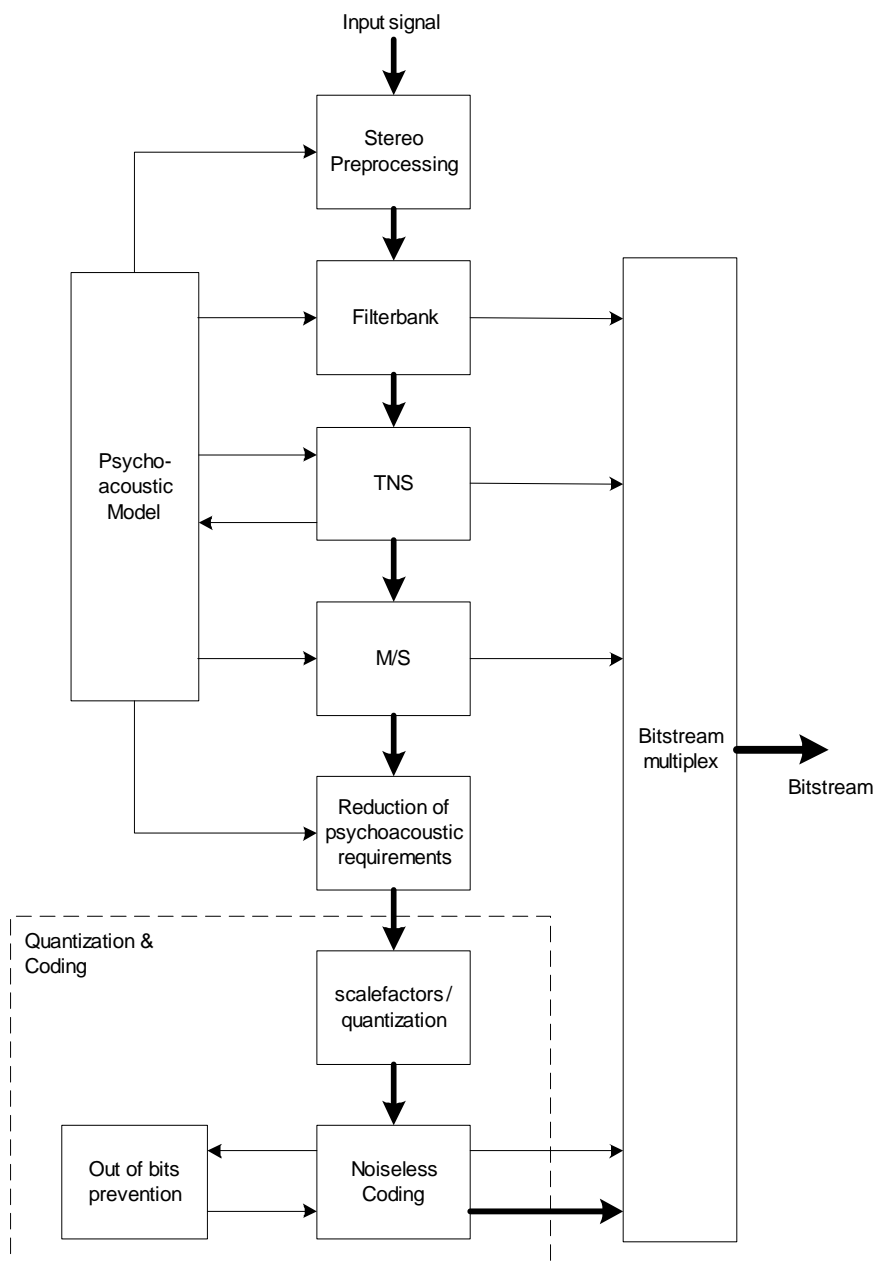 Input signal
Stereo
Preprocessing
Filterbank
Psycho-
acoustic
Model
TNS
M/S
Bitstream
multiplex
Bitstream
Reduction of
psychoacoustic
requirements
Quantization &
Coding
scalefactors /
quantization
Out of bits
prevention
Noiseless
Coding